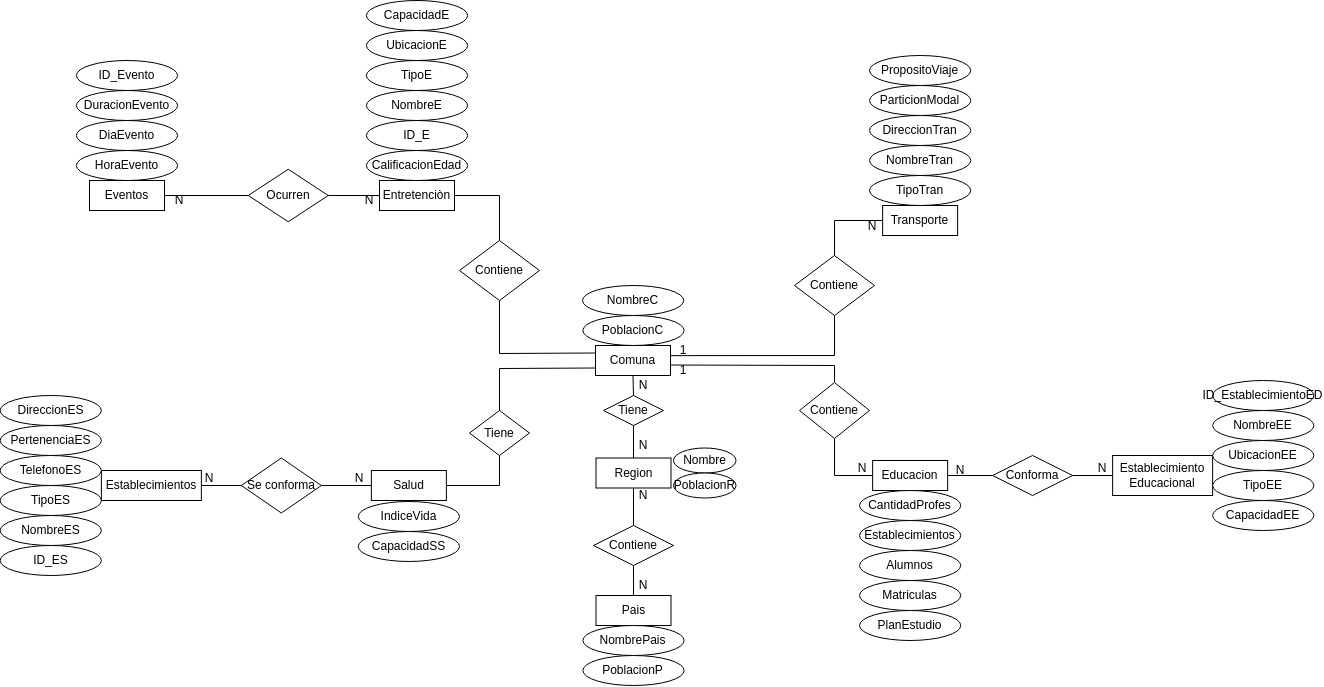 CapacidadE
UbicacionE
TipoE
NombreE
ID_E
CalificacionEdad
Entretenciòn
ID_Evento
DuracionEvento
DiaEvento
HoraEvento
Eventos
N
Ocurren
N
Contiene
PropositoViaje
ParticionModal
DireccionTran
NombreTran
TipoTran
Transporte
N
Contiene
NombreC
PoblacionC
Comuna
1
1
N
Tiene
N
Region
Nombre
PoblacionR
N
Contiene
N
Pais
NombrePais
PoblacionP
Tiene
DireccionES
PertenenciaES
TelefonoES
TipoES
NombreES
ID_ES
Establecimientos
N
Se conforma
N
Salud
IndiceVida
CapacidadSS
Contiene
N
Educacion
CantidadProfes
Establecimientos
Alumnos
Matriculas
PlanEstudio
N
Conforma
N
Establecimiento
Educacional
ID_EstablecimientoED
NombreEE
UbicacionEE
TipoEE
CapacidadEE